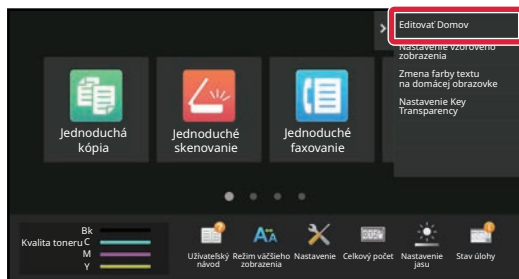 Editovať Domov
Nastavenie vzorového
zobrazenia
Zmena farby textu
na domácej obrazovke
Nastavenie Key
Transparency
Jednoduchá
kópia
Jednoduché
skenovanie
Jednoduché
faxovanie
Kvalita toneru
Bk
C
M
Y
Užívateľský
návod
Režim väčšieho
zobrazenia
Nastavenie
Celkový počet
Nastavenie
jasu
Stav úlohy